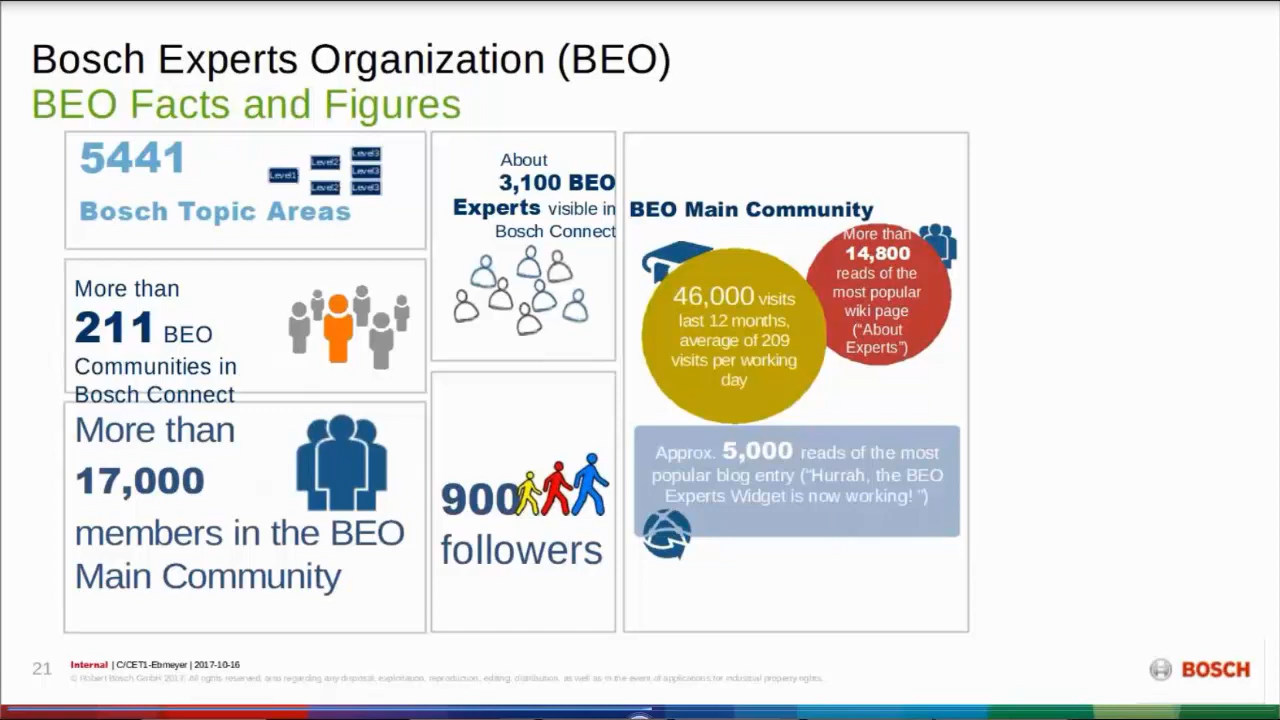 Bosch Experts Organization (BEO)
BEO Facts and Figures
5441
Bosch Topic Areas
Level1
Level2
Level2
Level3
Level3
Level3
More than
211 BEO
Communities in
Bosch Connect
More than
17,000
members in the BEO
Main Community
About
3,100 BEO
Experts visible in
Bosch Connect
900
followers
BEO Main Community
46,000 visits
last 12 months,
average of 209
visits per working
day
More than
14,800
reads of the
most popular
wiki page
("About
Experts")
Approx. 5,000 reads of the most
popular blog entry ("Hurrah, the BEO
Experts Widget is now working! ")
21
Internal | C/CET1-Ebmeyer | 2017-10-16
© Robert Bosch GmbH 2017. All rights reserved, also regarding any disposal, exploitation, reproduction, editing, distribution, as well as in the event of applications for industrial property rights.
BOSCH